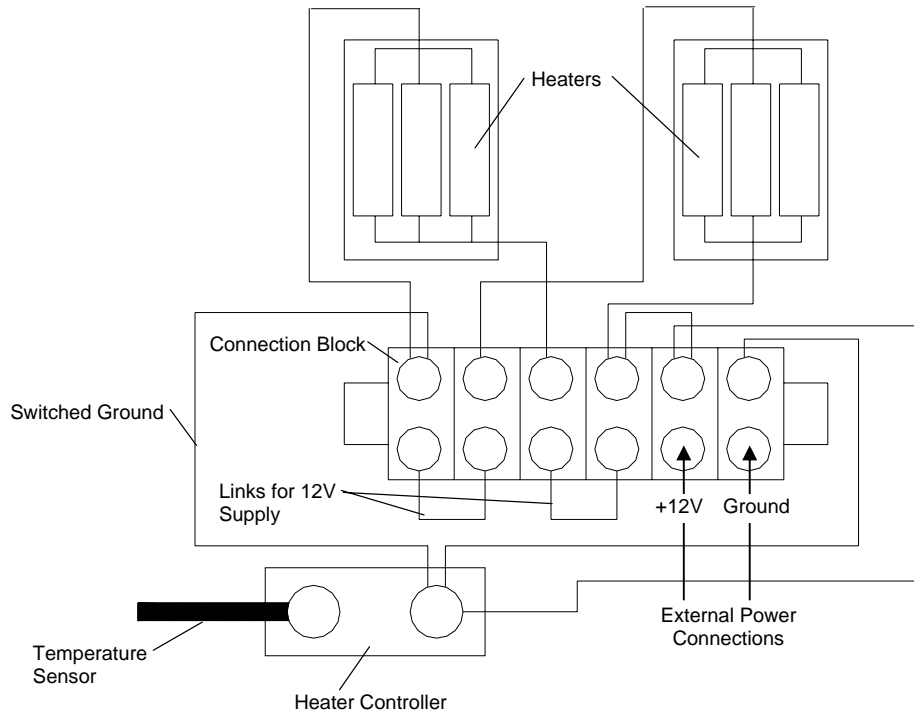 Heaters
Connection Block
Switched Ground
Links for 12V
Supply
+12V
Ground
External Power
Connections
Temperature
Sensor
Heater Controller